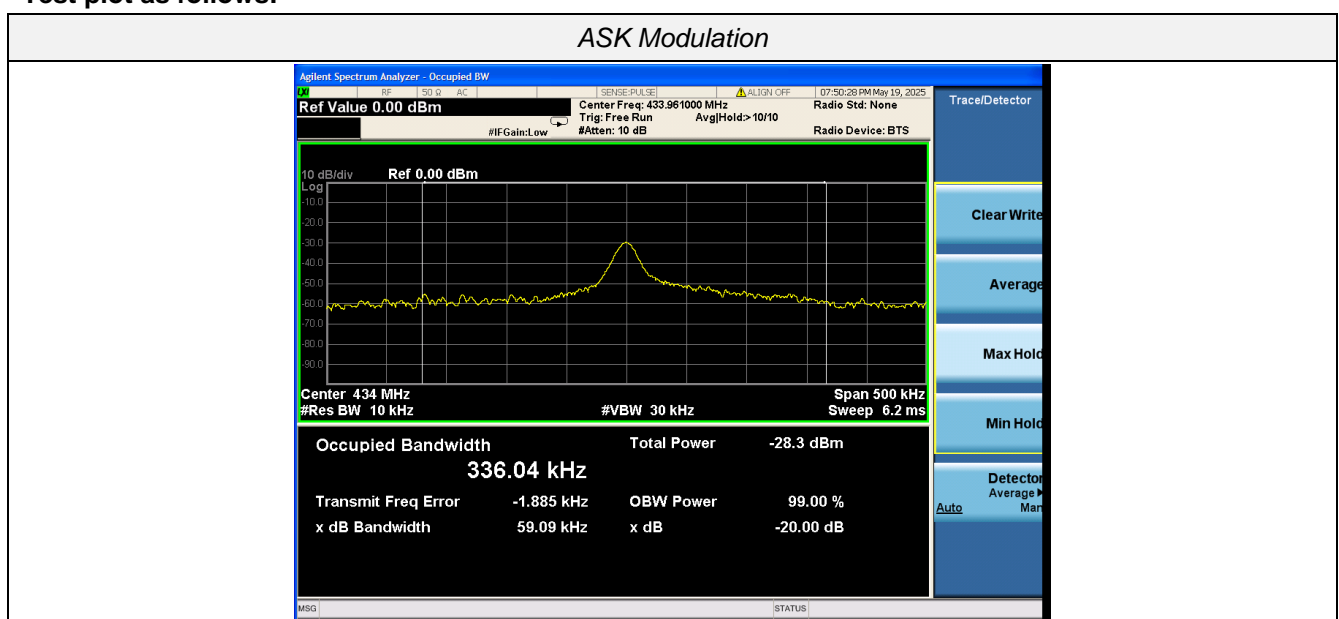 Test plot as follows:
ASK Modulation
Agilent Spectrum Analyzer - Occupied BW
RF 50 Ω AC SENSE:PULSE ALIGN OFF 07:50:28 PM May 19, 2025
Ref Value 0.00 dBm Center Freq: 433.961000 MHz Radio Std: None Trace/Detector
Trig: Free Run Avg|Hold:>10/10
#IFGain:Low #Atten: 10 dB Radio Device: BTS
10 dB/div Ref 0.00 dBm
Log
-10.0
-20.0
-30.0
-40.0
-50.0
-60.0
-70.0
-80.0
-90.0
Clear Write
Average
Max Hold
Min Hold
Center 434 MHz Span 500 kHz
#Res BW 10 kHz #VBW 30 kHz Sweep 6.2 ms
Occupied Bandwidth Total Power -28.3 dBm
336.04 kHz
Transmit Freq Error -1.885 kHz OBW Power 99.00 %
x dB Bandwidth 59.09 kHz x dB -20.00 dB
Detector
Average
Auto Man
MSG STATUS